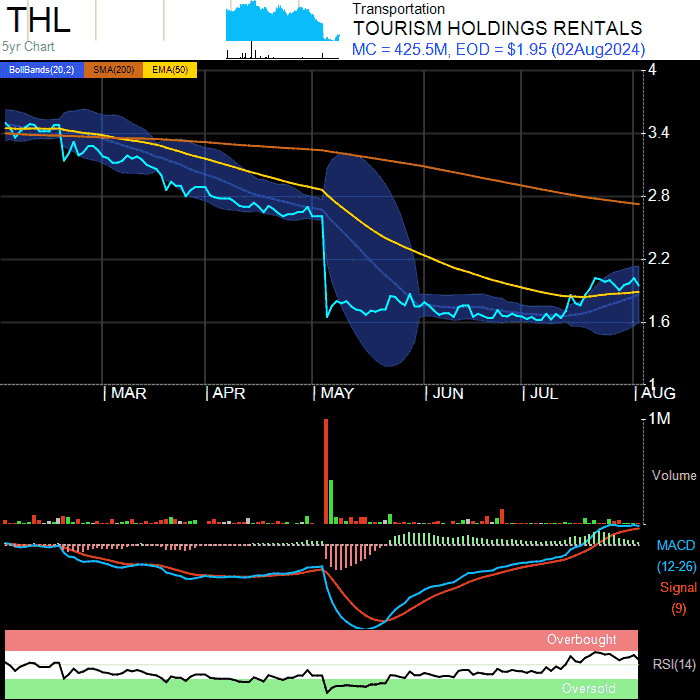 THL
5yr Chart
Transportation
TOURISM HOLDINGS RENTALS
MC = 425.5M, EOD = $1.95 (02Aug2024)
BollBands(20,2) SMA(200) EMA(50)
4
3.4
2.8
2.2
1.6
1
MAR APR MAY JUN JUL AUG
1M
Volume
MACD
(12-26)
Signal
(9)
Overbought
RSI(14)
Oversold